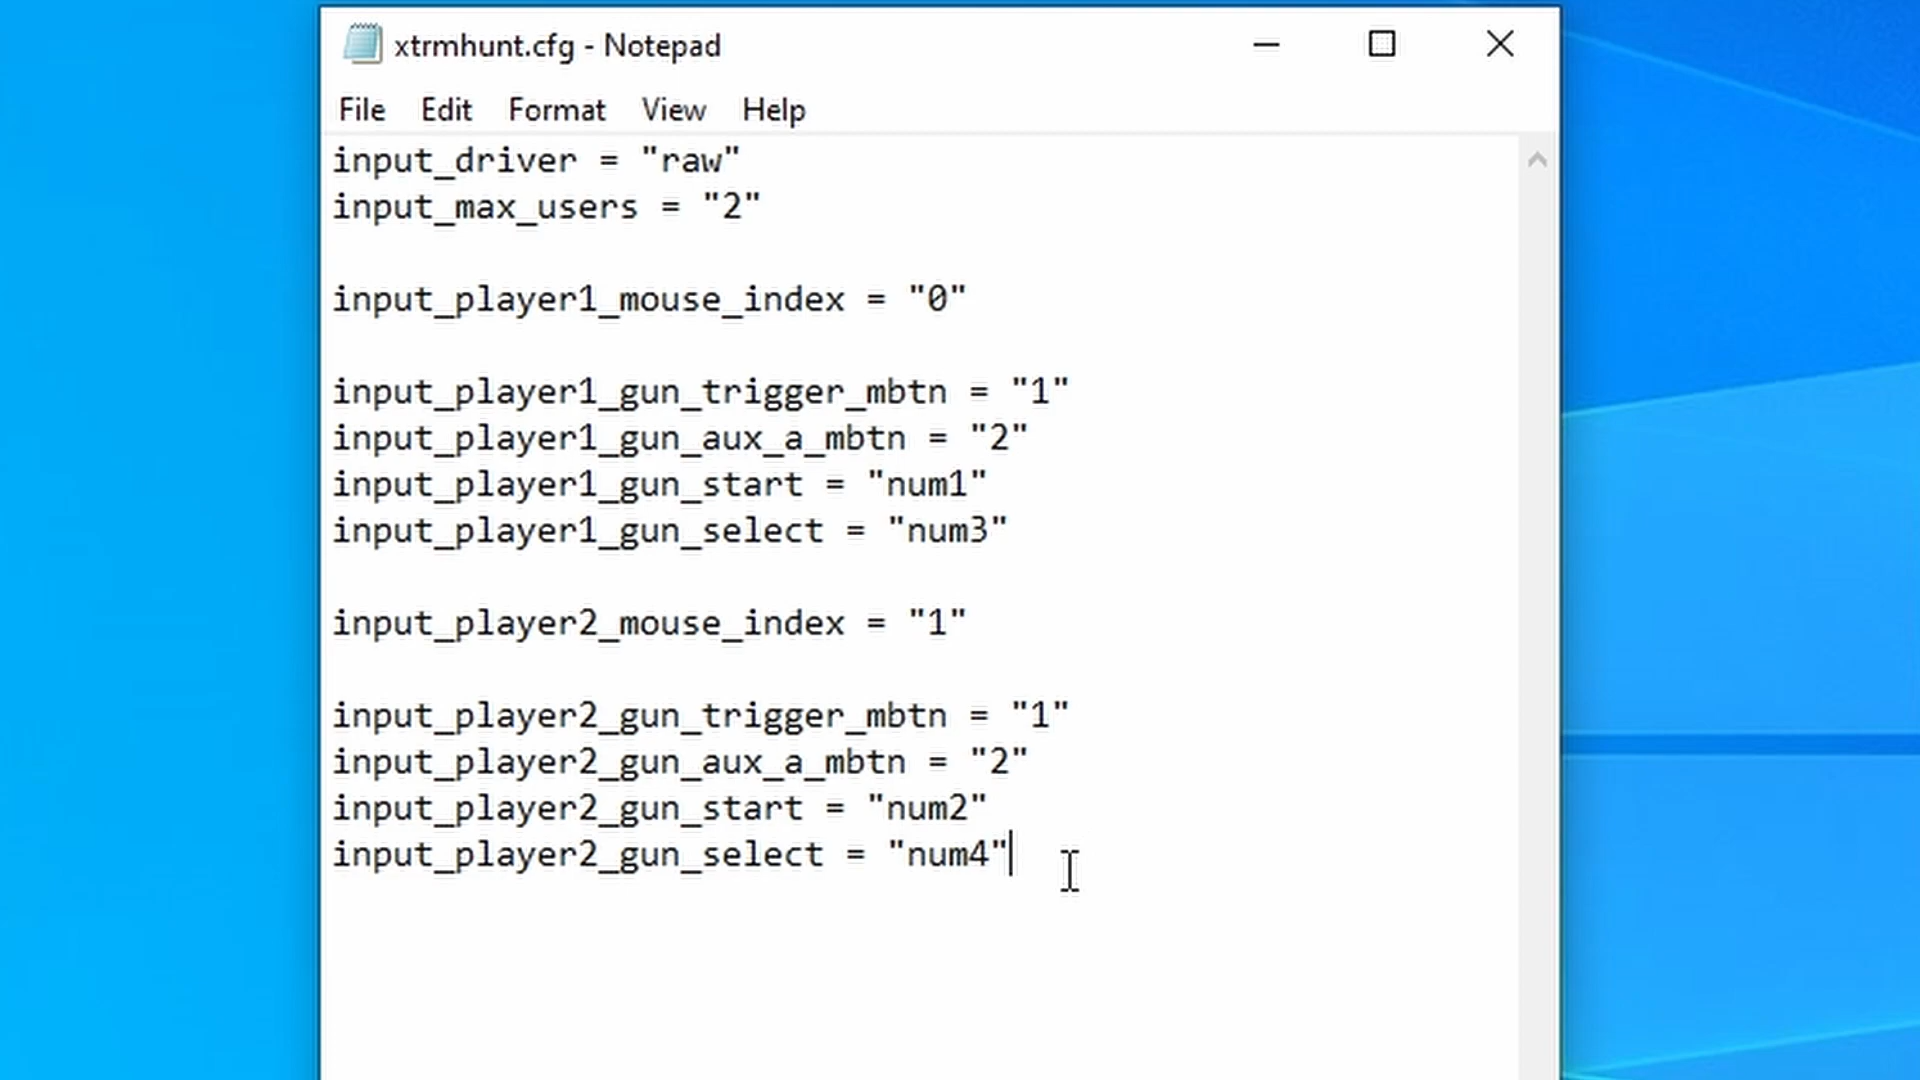 xtrmhunt.cfg - Notepad
File Edit Format View Help
input_driver = "raw"
input_max_users = "2"
input_player1_mouse_index = "0"
input_player1_gun_trigger_mbtn = "1"
input_player1_gun_aux_a_mbtn = "2"
input_player1_gun_start = "num1"
input_player1_gun_select = "num3"
input_player2_mouse_index = "1"
input_player2_gun_trigger_mbtn = "1"
input_player2_gun_aux_a_mbtn = "2"
input_player2_gun_start = "num2"
input_player2_gun_select = "num4"